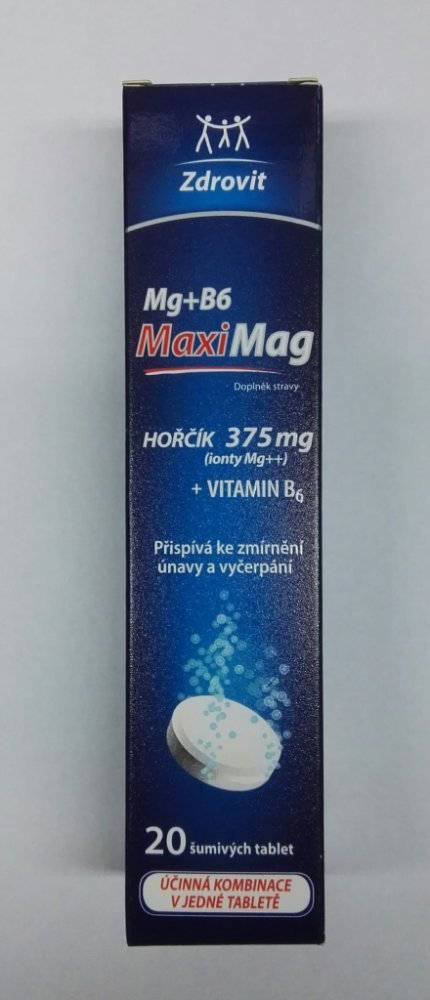 Zdrovit
Mg+B6
MaxiMag
Doplněk stravy
HOŘČÍK 375 mg
(ionty Mg++)
+ VITAMIN B6
Přispívá ke zmírnění
únavy a vyčerpání
20 šumivých tablet
ÚČINNÁ KOMBINACE
V JEDNÉ TABLETĚ